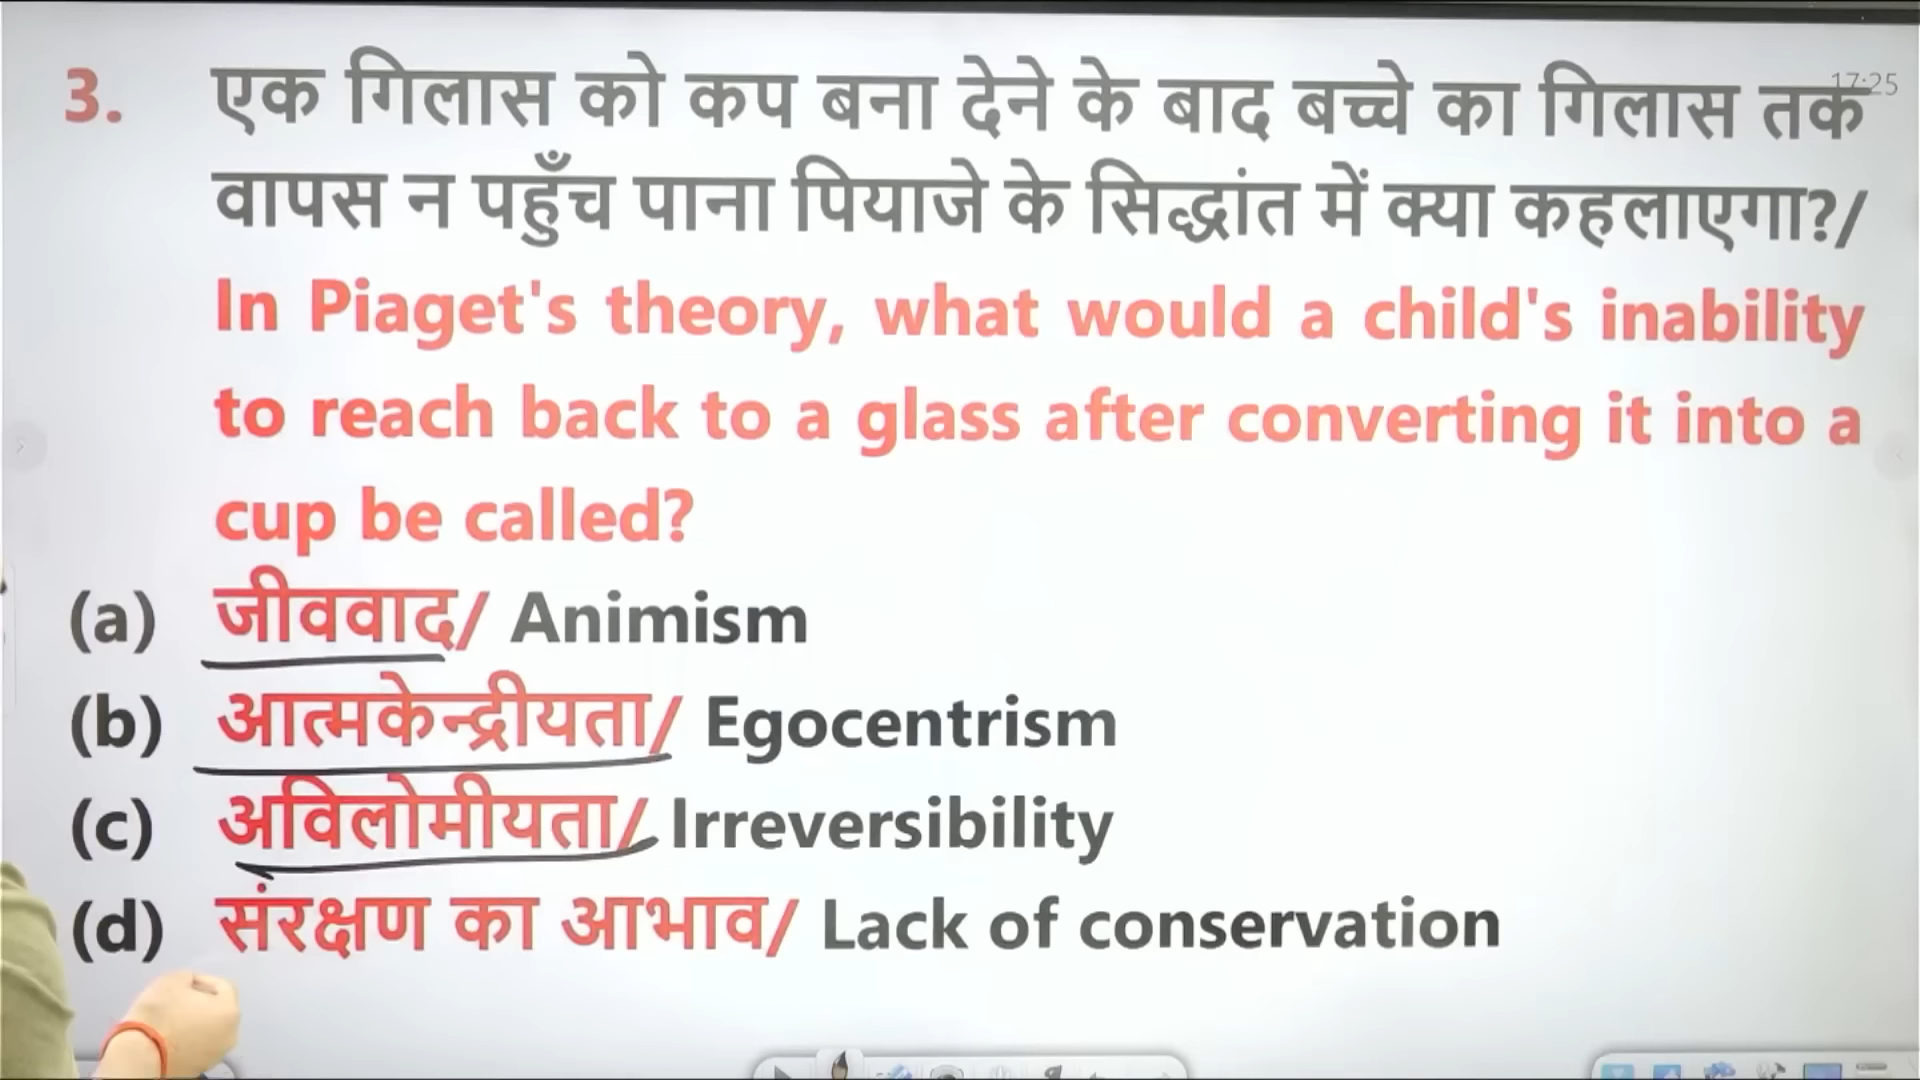 17:25
3. एक गिलास को कप बना देने के बाद बच्चे का गिलास तक
वापस न पहुँच पाना पियाजे के सिद्धांत में क्या कहलाएगा?/
In Piaget's theory, what would a child's inability
to reach back to a glass after converting it into a
cup be called?
(a) जीववाद/ Animism
(b) आत्मकेन्द्रीयता/ Egocentrism
(c) अविलोमीयता/ Irreversibility
(d) संरक्षण का आभाव/ Lack of conservation